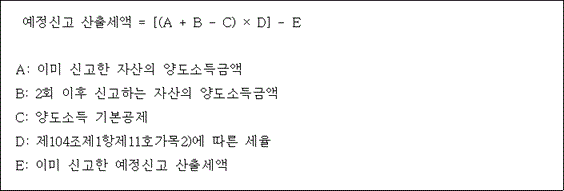 예정신고 산출세액 = [(A + B - C) × D] - E
A: 이미 신고한 자산의 양도소득금액
B: 2회 이후 신고하는 자산의 양도소득금액
C: 양도소득 기본공제
D: 제104조제1항제11호가목2)에 따른 세율
E: 이미 신고한 예정신고 산출세액